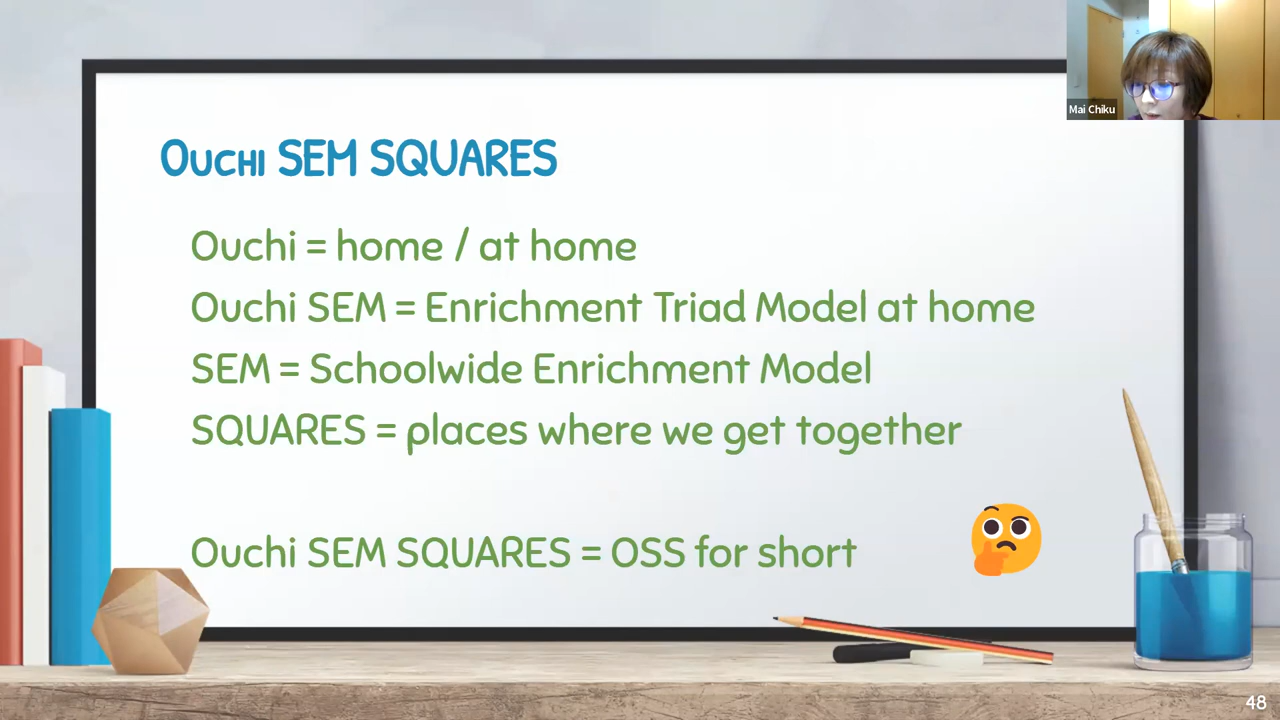 Mai Chiku
Ouchi SEM SQUARES
Ouchi = home / at home
Ouchi SEM = Enrichment Triad Model at home
SEM = Schoolwide Enrichment Model
SQUARES = places where we get together
Ouchi SEM SQUARES = OSS for short
48